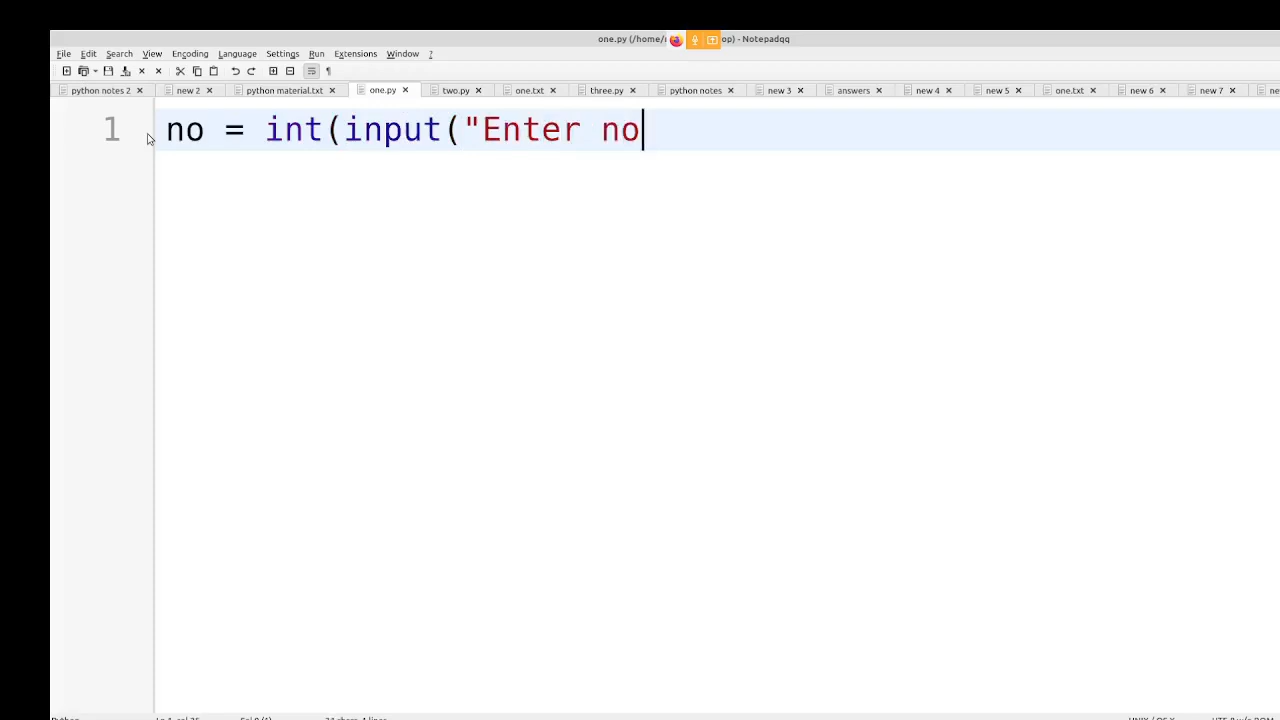 one.py (/home/ op) - Notepadqq
File Edit Search View Encoding Language Settings Run Extensions Window ?
python notes 2 new 2 python material.txt one.py two.py one.txt three.py python notes new 3 answers new 4 new 5 one.txt new 6 new 7 new
1 no = int(input("Enter no